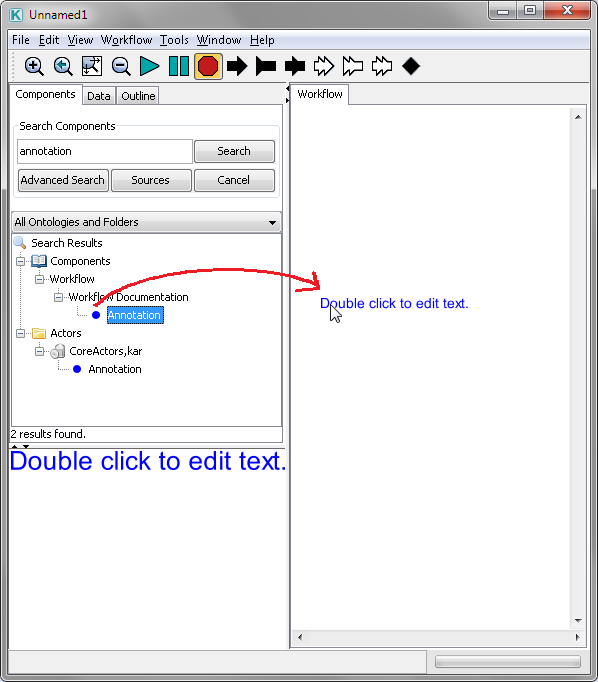 Unnamed1
File Edit View Workflow Tools Window Help
Components Data Outline
Workflow
Search Components
annotation Search
Advanced Search Sources Cancel
All Ontologies and Folders
Search Results
Components
Workflow
Workflow Documentation
Annotation
Actors
CoreActors,kar
Annotation
2 results found.
Double click to edit text.
Double click to edit text.